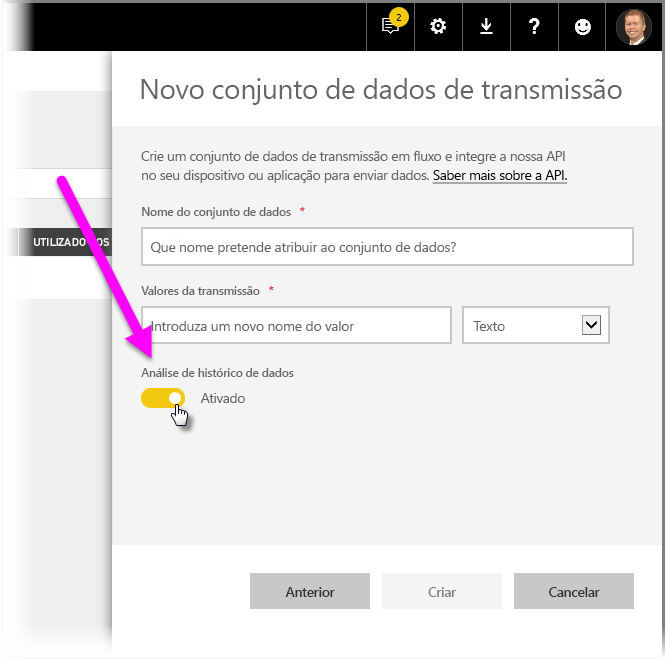 2
?
Novo conjunto de dados de transmissão
Crie um conjunto de dados de transmissão em fluxo e integre a nossa API
no seu dispositivo ou aplicação para enviar dados. Saber mais sobre a API.
Nome do conjunto de dados *
UTILIZADO OS
Que nome pretende atribuir ao conjunto de dados?
Valores da transmissão *
Introduza um novo nome do valor
Texto
Análise de histórico de dados
Ativado
Anterior
Criar
Cancelar